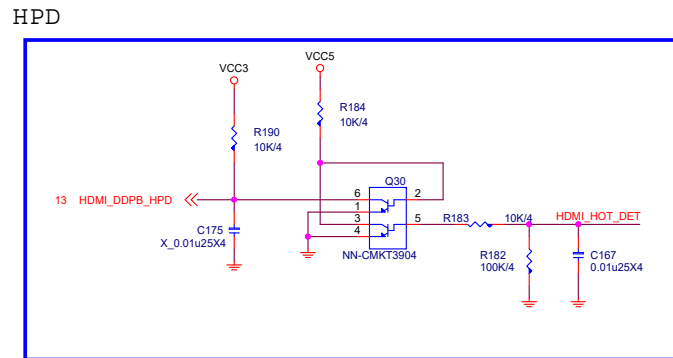 HPD
VCC3
VCC5
R184
10K/4
R190
10K/4
Q30
13 HDMI_DDPB_HPD
6
2
1
3
5
4
R183
10K/4
HDMI_HOT_DET
C175
X_0.01u25X4
NN-CMKT3904
R182
100K/4
C167
0.01u25X4